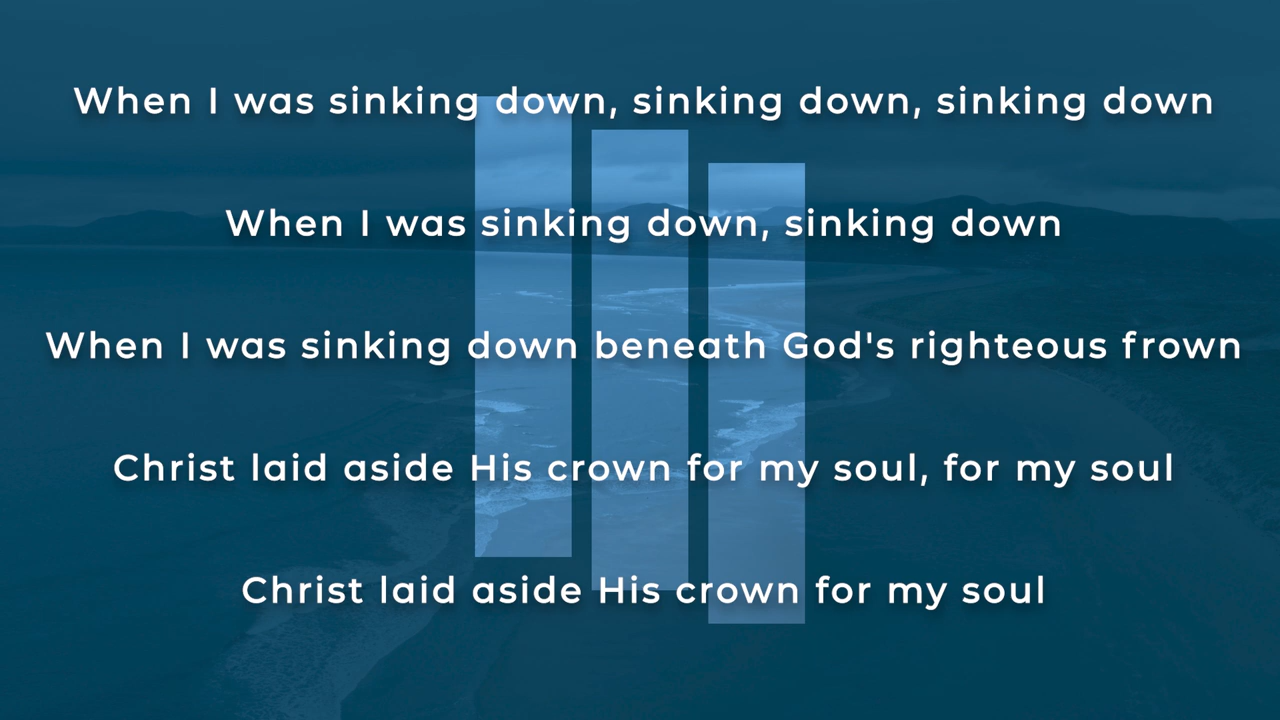 When I was sinking down, sinking down, sinking down
When I was sinking down, sinking down
When I was sinking down beneath God's righteous frown
Christ laid aside His crown for my soul, for my soul
Christ laid aside His crown for my soul